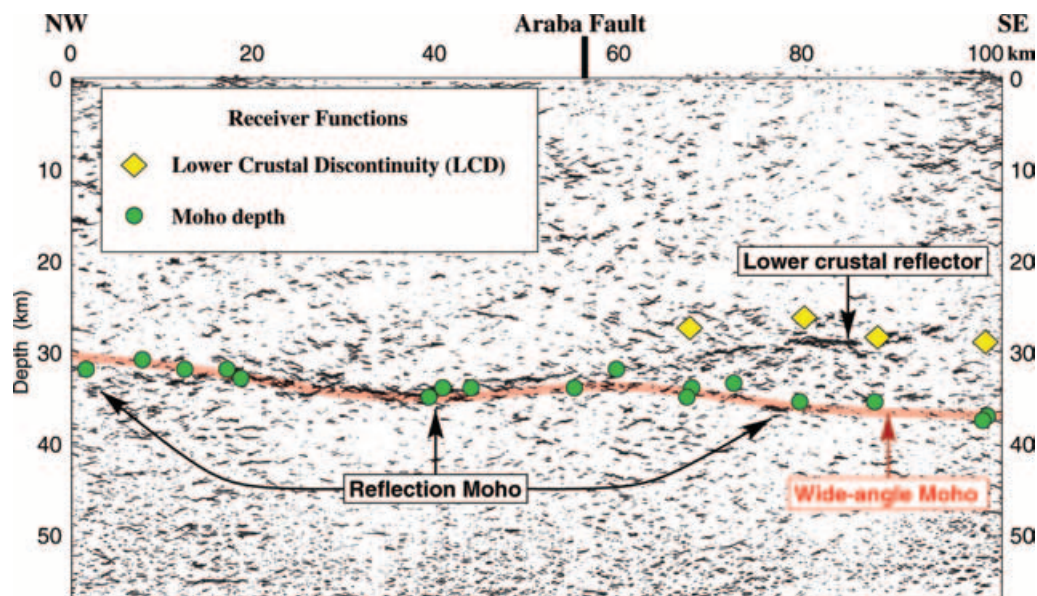 NW Araba Fault SE
0 20 40 60 80 100 km
0 0
Receiver Functions
Lower Crustal Discontinuity (LCD)
10 10
Moho depth
20 20
Lower crustal reflector
Depth (km)
30 30
40 40
Reflection Moho
Wide-angle Moho
50 50